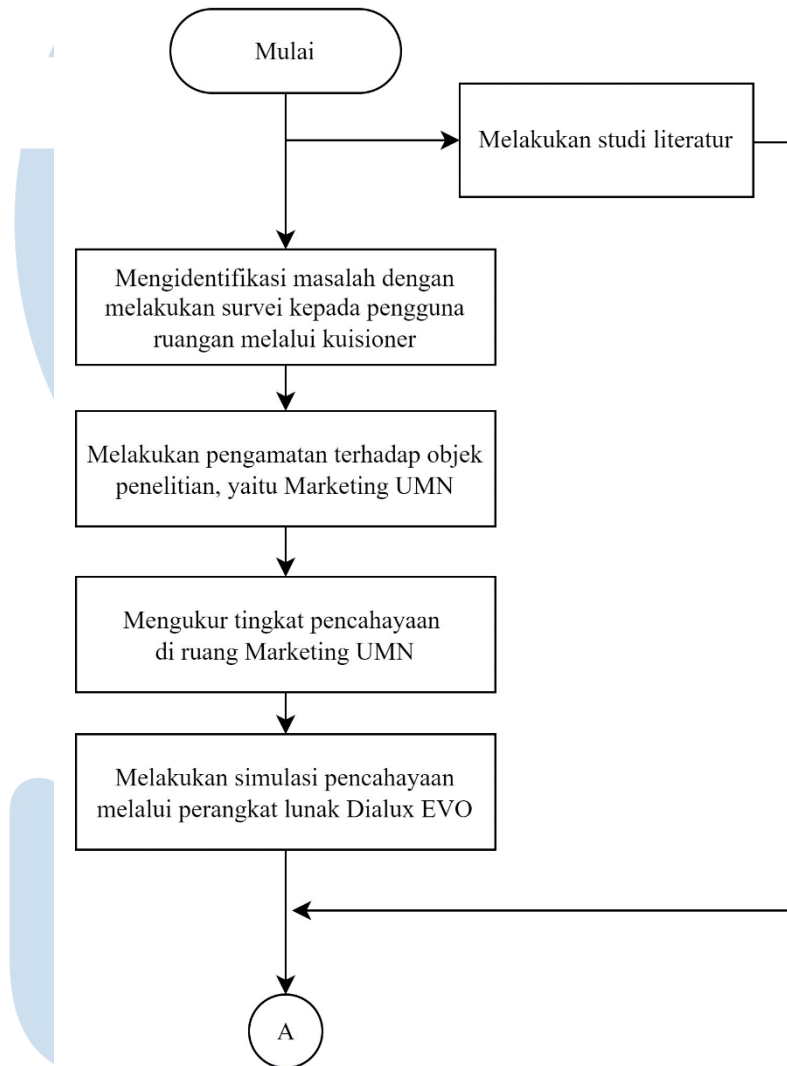 Mulai
Melakukan studi literatur
Mengidentifikasi masalah dengan
melakukan survei kepada pengguna
ruangan melalui kuisioner
Melakukan pengamatan terhadap objek
penelitian, yaitu Marketing UMN
Mengukur tingkat pencahayaan
di ruang Marketing UMN
Melakukan simulasi pencahayaan
melalui perangkat lunak Dialux EVO
A